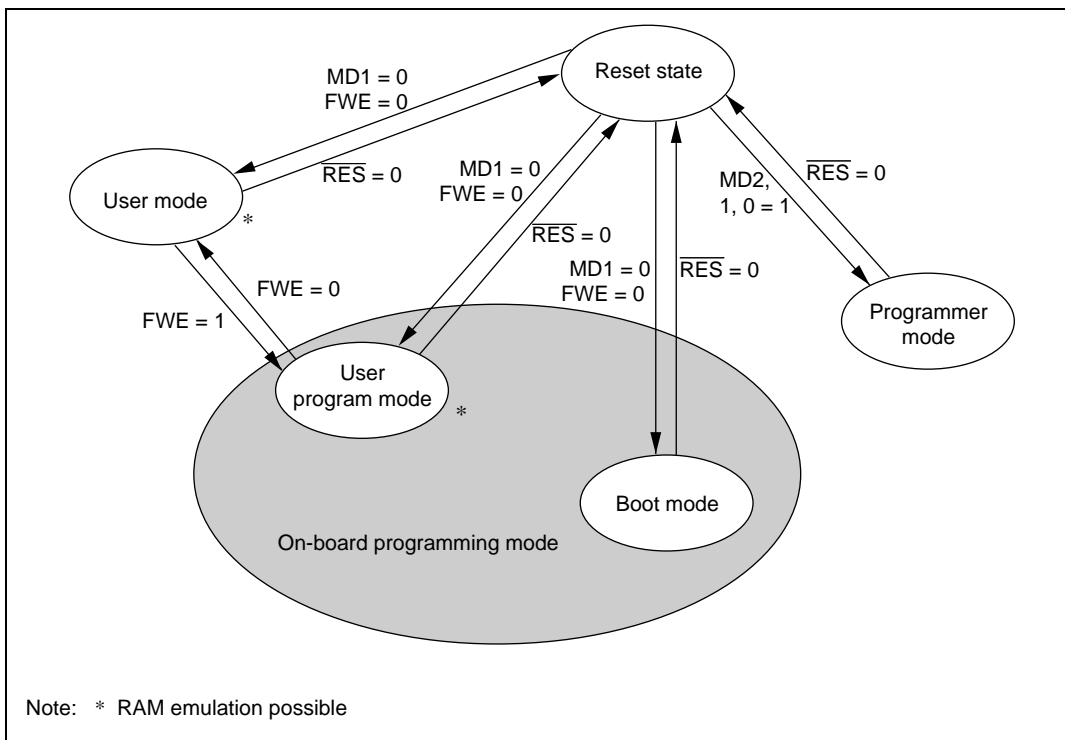 Reset state
MD1 = 0
FWE = 0
RES = 0
User mode
*
MD1 = 0
FWE = 0
RES = 0
MD2,
1, 0 = 1
RES = 0
MD1 = 0
FWE = 0
RES = 0
FWE = 0
FWE = 1
Programmer
mode
User
program mode
*
Boot mode
On-board programming mode
Note: * RAM emulation possible